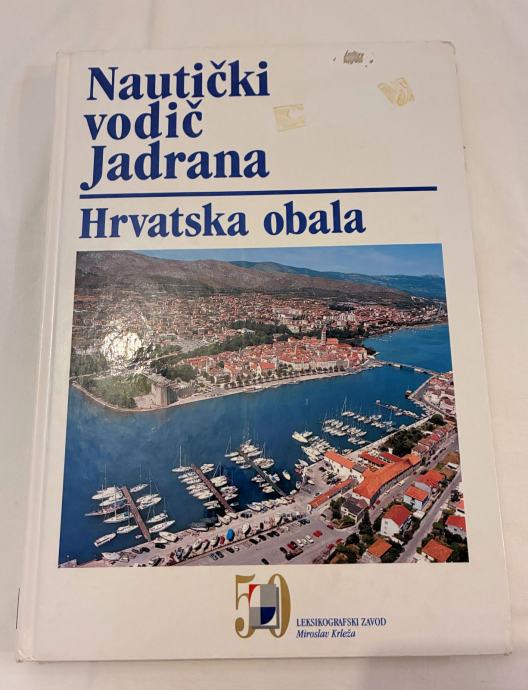 Nautički
vodič
Jadrana
Hrvatska obala
50
LEKSIKOGRAFSKI ZAVOD
Miroslav Krleža